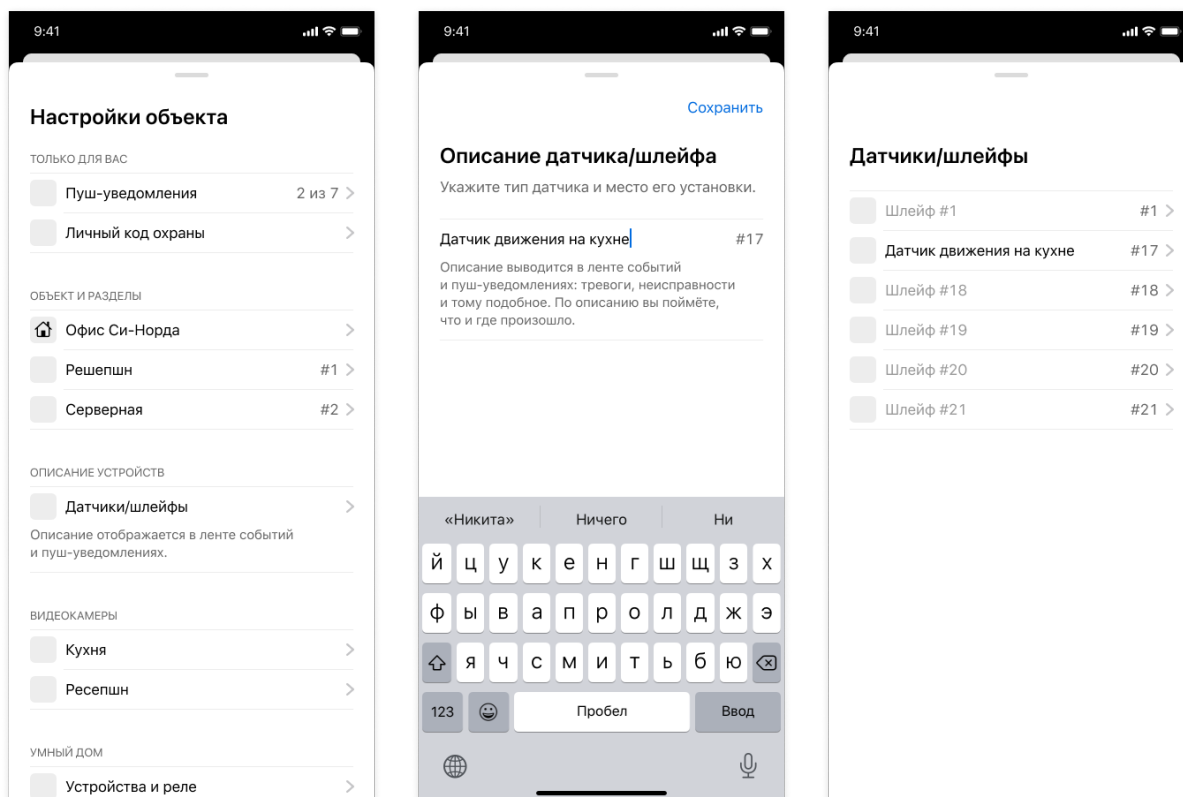 9:41
Настройки объекта
ТОЛЬКО ДЛЯ ВАС
Пуш-уведомления 2 из 7
Личный код охраны
ОБЪЕКТ И РАЗДЕЛЫ
Офис Си-Норда
Решепшн #1
Серверная #2
ОПИСАНИЕ УСТРОЙСТВ
Датчики/шлейфы
Описание отображается в ленте событий
и пуш-уведомлениях.
ВИДЕОКАМЕРЫ
Кухня
Ресепшн
УМНЫЙ ДОМ
Устройства и реле
9:41
Сохранить
Описание датчика/шлейфа
Укажите тип датчика и место его установки.
Датчик движения на кухне #17
Описание выводится в ленте событий
и пуш-уведомлениях: тревоги, неисправности
и тому подобное. По описанию вы поймёте,
что и где произошло.
«Никита» Ничего Ни
й ц у к е н г ш щ з х
ф ы в а п р о л д ж э
я ч с м и т ь б ю
123 Пробел Ввод
9:41
Датчики/шлейфы
Шлейф #1 #1
Датчик движения на кухне #17
Шлейф #18 #18
Шлейф #19 #19
Шлейф #20 #20
Шлейф #21 #21